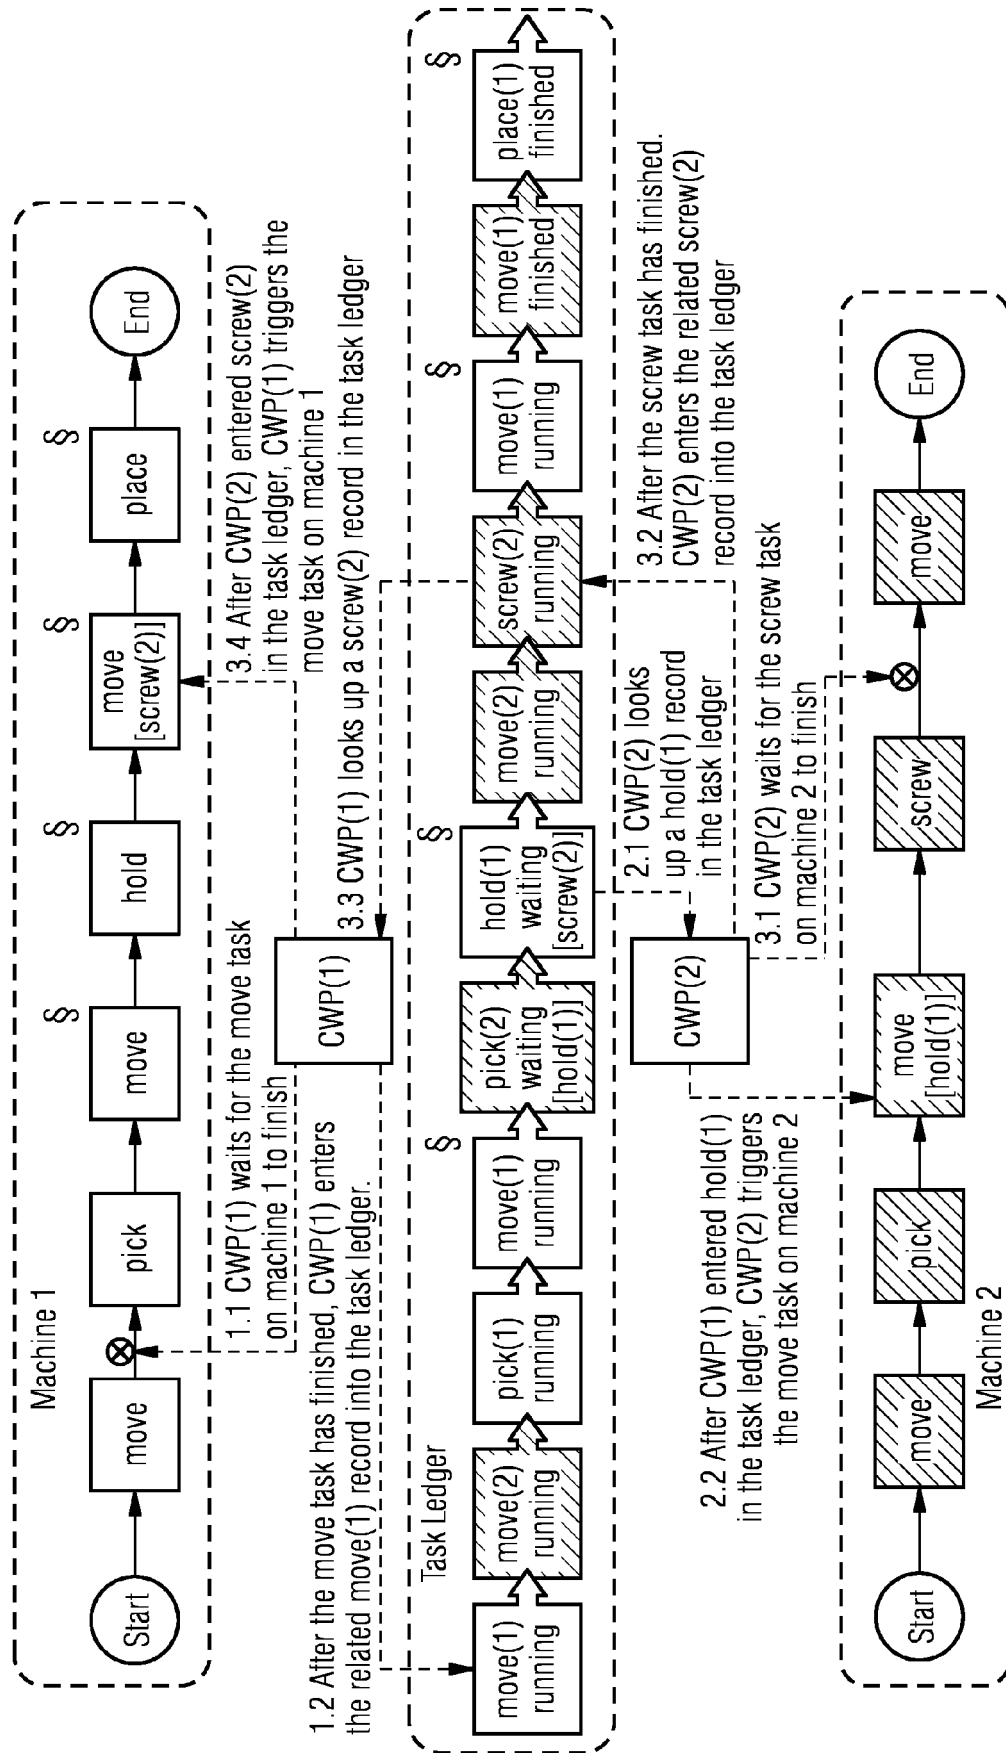 Machine 1
Start
move
pick
move
§
hold
§
move
[screw(2)]
§
place
§
End
1.1 CWP(1) waits for the move task
on machine 1 to finish
1.2 After the move task has finished, CWP(1) enters
the related move(1) record into the task ledger.
CWP(1)
3.4 After CWP(2) entered screw(2)
in the task ledger, CWP(1) triggers the
move task on machine 1
3.3 CWP(1) looks up a screw(2) record in the task ledger
Task Ledger
move(1)
running
move(2)
running
pick(1)
running
move(1)
running
§
pick(2)
waiting
[hold(1)]
hold(1)
waiting
[screw(2)]
§
move(2)
running
screw(2)
running
move(1)
running
§
move(1)
finished
place(1)
finished
§
2.1 CWP(2) looks
up a hold(1) record
in the task ledger
CWP(2)
2.2 After CWP(1) entered hold(1)
in the task ledger, CWP(2) triggers
the move task on machine 2
3.1 CWP(2) waits for the screw task
on machine 2 to finish
3.2 After the screw task has finished.
CWP(2) enters the related screw(2)
record into the task ledger
Start
move
pick
move
[hold(1)]
screw
move
End
Machine 2